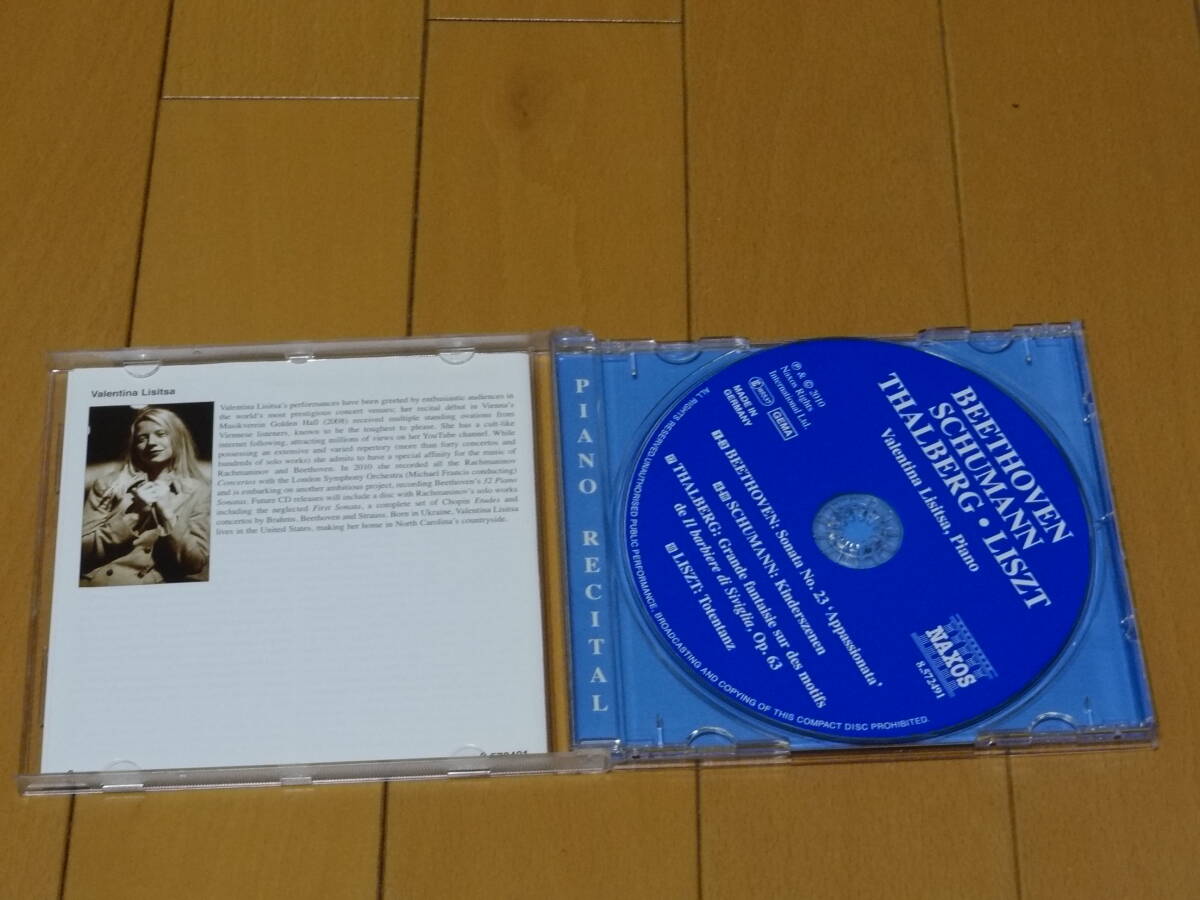 Valentina Lisitsa
Valentina Lisitsa's performances have been greeted by enthusiastic audiences in
the world's most prestigious concert venues; her recital début in Vienna's
Musikverein Golden Hall (2008) received multiple standing ovations from
Viennese listeners, known to be the toughest to please. She has a cult-like
internet following, attracting millions of views on her YouTube channel. While
possessing an extensive and varied repertory (more than forty concertos and
hundreds of solo works) she admits to have a special affinity for the music of
Rachmaninov and Beethoven. In 2010 she recorded all the Rachmaninov
Concertos with the London Symphony Orchestra (Michael Francis conducting)
and is embarking on another ambitious project, recording Beethoven's 32 Piano
Sonatas. Future CD releases will include a disc with Rachmaninov's solo works
including the neglected First Sonata, a complete set of Chopin Etudes and
concertos by Brahms, Beethoven and Strauss. Born in Ukraine, Valentina Lisitsa
lives in the United States, making her home in North Carolina's countryside.
PIANO RECITAL
BEETHOVEN
SCHUMANN
THALBERG • LISZT
Valentina Lisitsa, Piano
℗ & © 2010
Naxos Rights
International Ltd.
GEMA
MADE IN
GERMANY
BEETHOVEN: Sonata No. 23 'Appassionata'
SCHUMANN: Kinderszenen
THALBERG: Grande fantaisie sur des motifs
de Il barbiere di Siviglia, Op. 63
LISZT: Totentanz
NAXOS
8.572491
ALL RIGHTS RESERVED UNAUTHORISED PUBLIC PERFORMANCE, BROADCASTING AND COPYING OF THIS COMPACT DISC PROHIBITED.